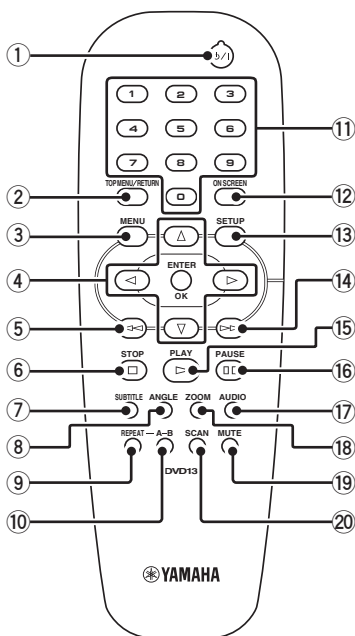 1
⏻/I
1 2 3
11
4 5 6
7 8 9
2
TOP MENU/RETURN
0
ON SCREEN
12
3
MENU
SETUP
13
4
ENTER
OK
14
5
15
6
STOP
PLAY
PAUSE
16
7
SUBTITLE
ANGLE
ZOOM
AUDIO
17
8
18
9
REPEAT – A–B
SCAN
MUTE
19
10
DVD13
20
YAMAHA